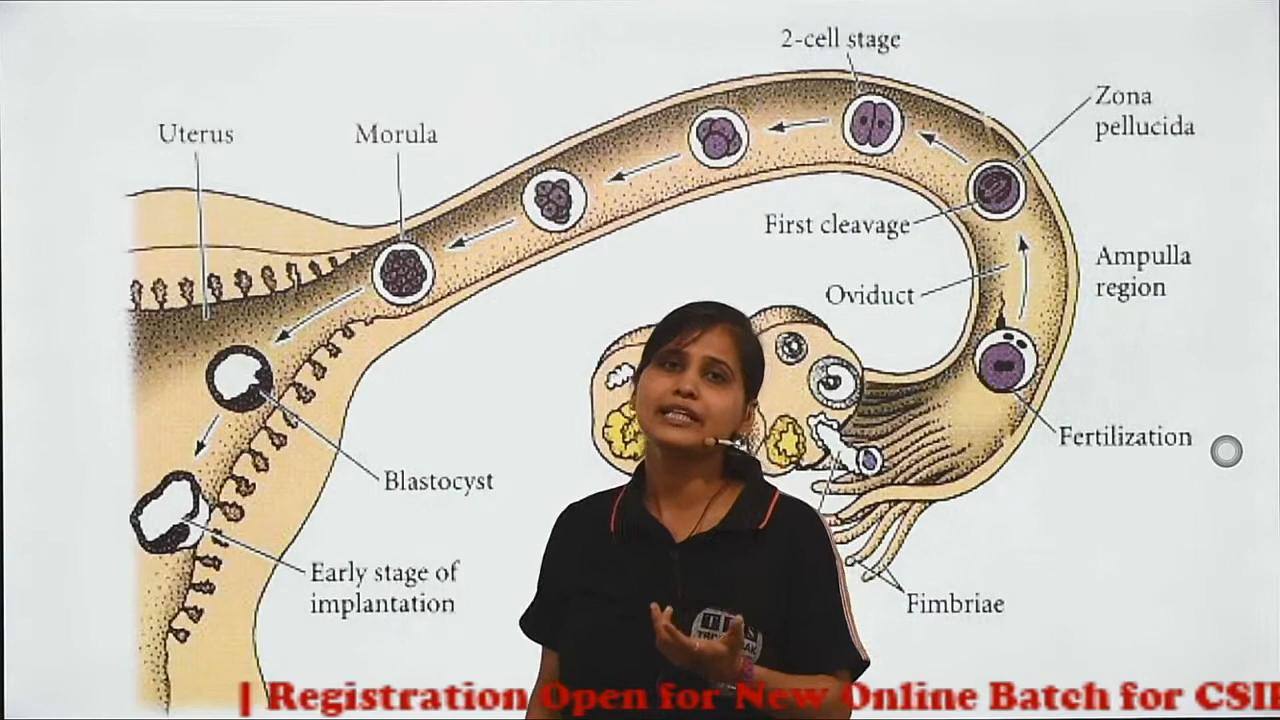 2-cell stage
Zona
pellucida
Uterus
Morula
First cleavage
Ampulla
region
Oviduct
Fertilization
Blastocyst
Early stage of
implantation
Fimbriae
| Registration Open for New Online Batch for CSI